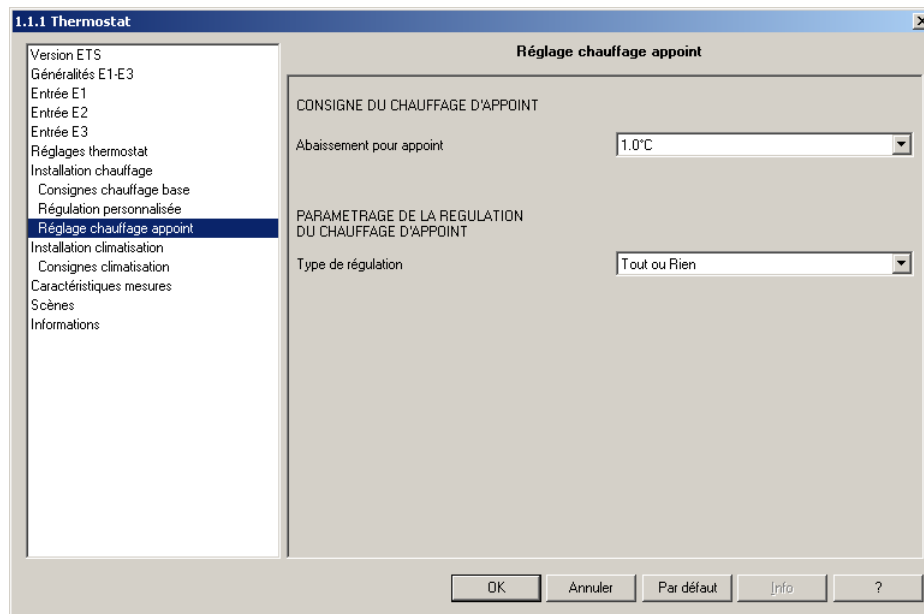 1.1.1 Thermostat
Version ETS
Généralités E1-E3
Entrée E1
Entrée E2
Entrée E3
Réglages thermostat
Installation chauffage
Consignes chauffage base
Régulation personnalisée
Réglage chauffage appoint
Installation climatisation
Consignes climatisation
Caractéristiques mesures
Scènes
Informations
Réglage chauffage appoint
CONSIGNE DU CHAUFFAGE D'APPOINT
Abaissement pour appoint 1.0°C
PARAMETRAGE DE LA REGULATION
DU CHAUFFAGE D'APPOINT
Type de régulation Tout ou Rien
OK Annuler Par défaut Info ?